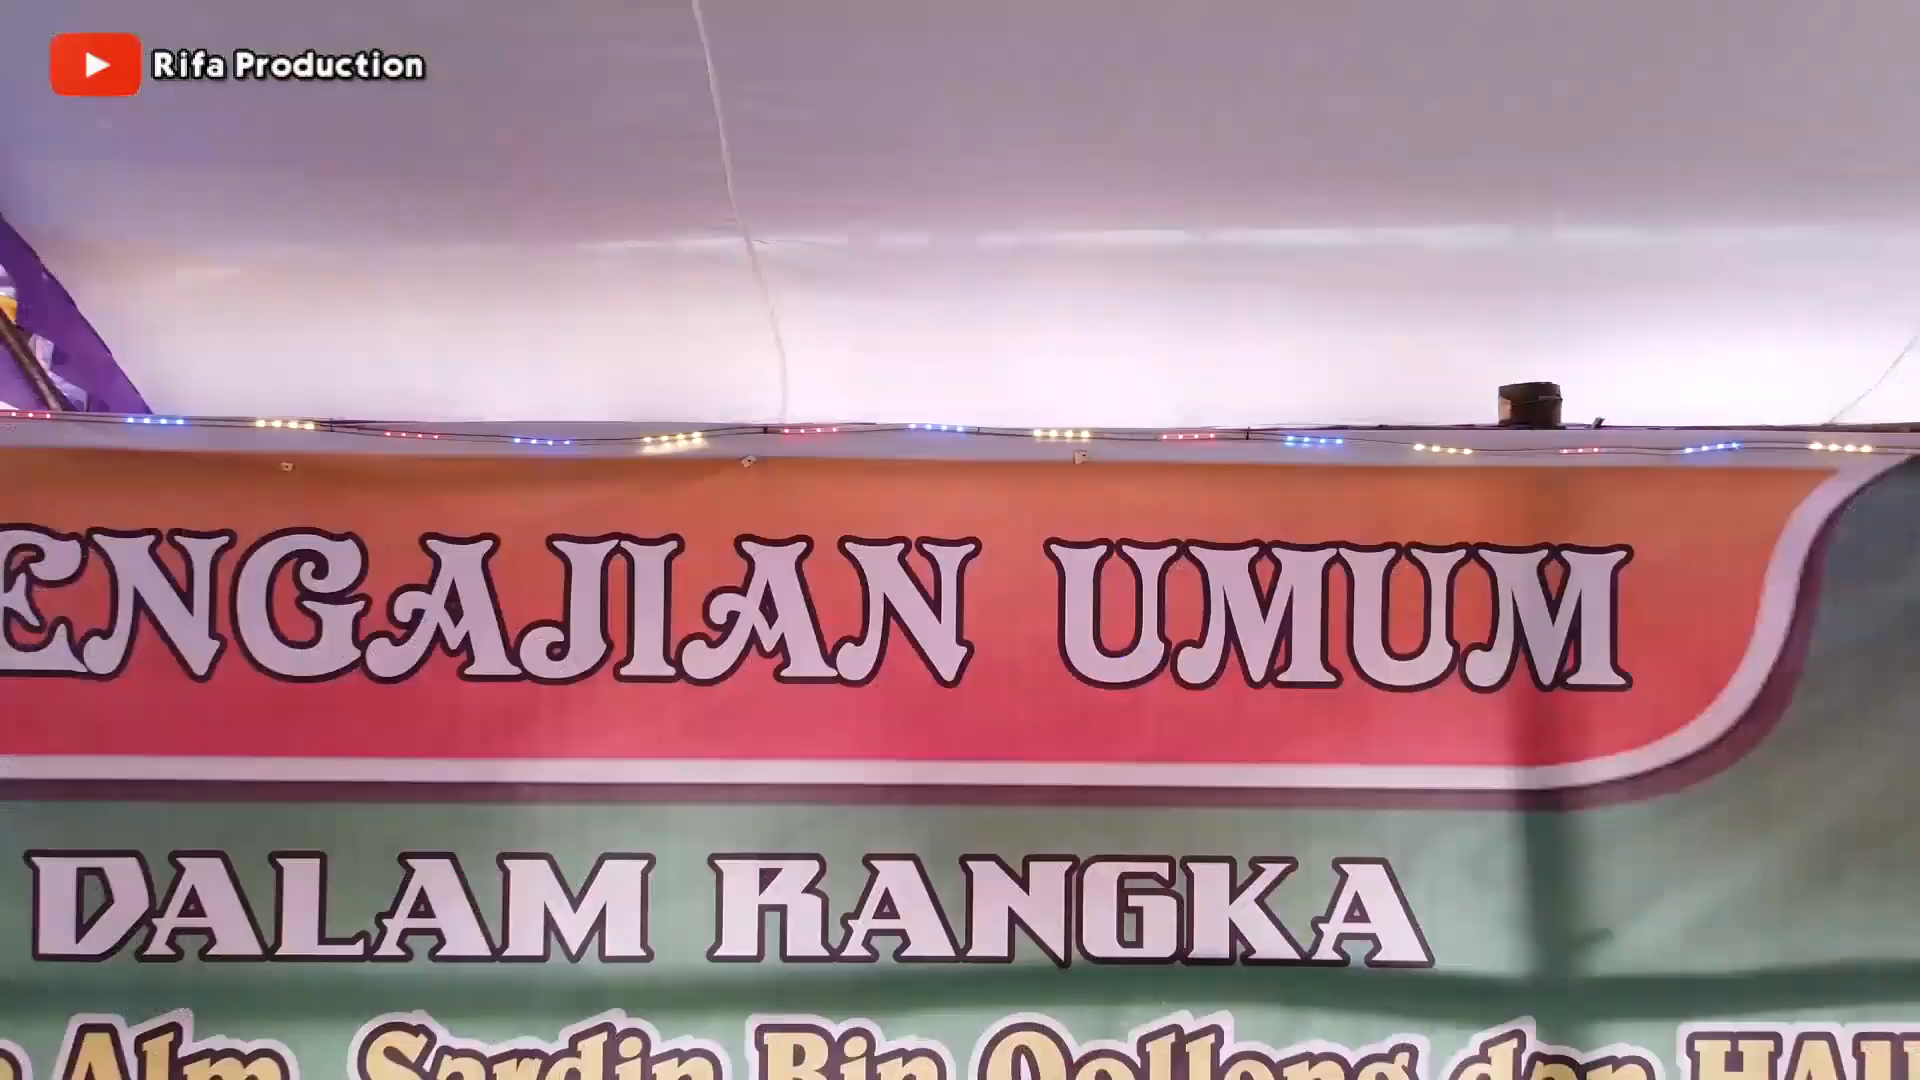 Rifa Production
ENGAJIAN UMUM
DALAM RANGKA
Alm. Sardin Bin